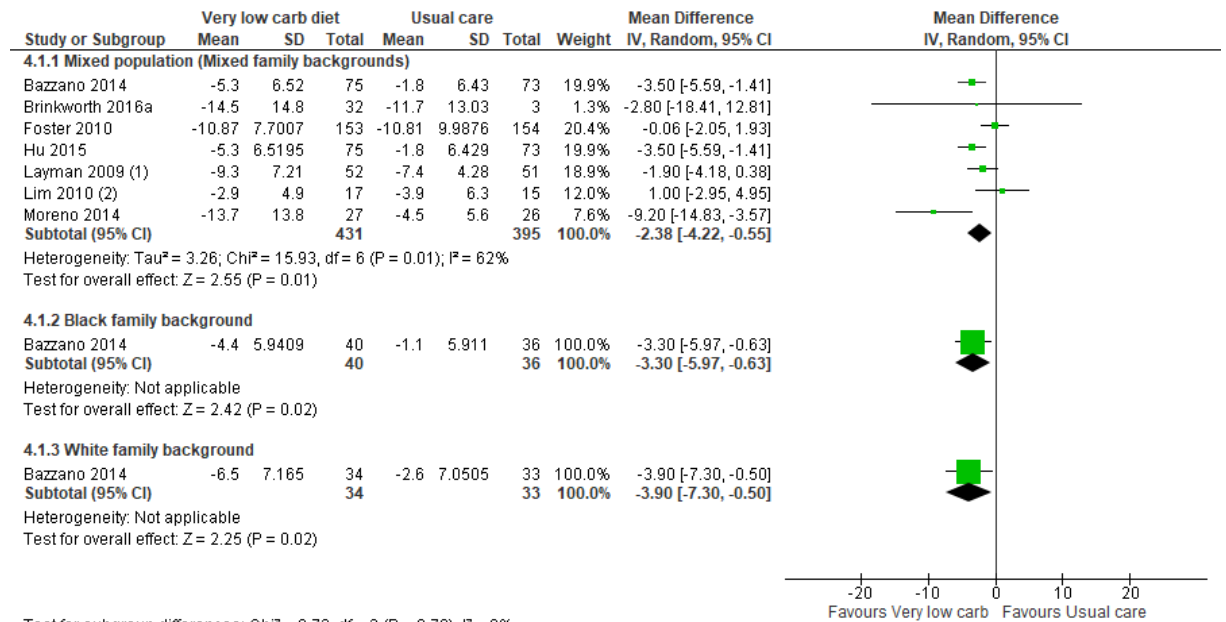 Very low carb diet Usual care Mean Difference Mean Difference
Study or Subgroup Mean SD Total Mean SD Total Weight IV, Random, 95% CI IV, Random, 95% CI
4.1.1 Mixed population (Mixed family backgrounds)
Bazzano 2014 -5.3 6.52 75 -1.8 6.43 73 19.9% -3.50 [-5.59, -1.41]
Brinkworth 2016a -14.5 14.8 32 -11.7 13.03 3 1.3% -2.80 [-18.41, 12.81]
Foster 2010 -10.87 7.7007 153 -10.81 9.9876 154 20.4% -0.06 [-2.05, 1.93]
Hu 2015 -5.3 6.5195 75 -1.8 6.429 73 19.9% -3.50 [-5.59, -1.41]
Layman 2009 (1) -9.3 7.21 52 -7.4 4.28 51 18.9% -1.90 [-4.18, 0.38]
Lim 2010 (2) -2.9 4.9 17 -3.9 6.3 15 12.0% 1.00 [-2.95, 4.95]
Moreno 2014 -13.7 13.8 27 -4.5 5.6 26 7.6% -9.20 [-14.83, -3.57]
Subtotal (95% CI) 431 395 100.0% -2.38 [-4.22, -0.55]
Heterogeneity: Tau² = 3.26; Chi² = 15.93, df = 6 (P = 0.01); I² = 62%
Test for overall effect: Z = 2.55 (P = 0.01)
4.1.2 Black family background
Bazzano 2014 -4.4 5.9409 40 -1.1 5.911 36 100.0% -3.30 [-5.97, -0.63]
Subtotal (95% CI) 40 36 100.0% -3.30 [-5.97, -0.63]
Heterogeneity: Not applicable
Test for overall effect: Z = 2.42 (P = 0.02)
4.1.3 White family background
Bazzano 2014 -6.5 7.165 34 -2.6 7.0505 33 100.0% -3.90 [-7.30, -0.50]
Subtotal (95% CI) 34 33 100.0% -3.90 [-7.30, -0.50]
Heterogeneity: Not applicable
Test for overall effect: Z = 2.25 (P = 0.02)
-20 -10 0 10 20
Favours Very low carb Favours Usual care